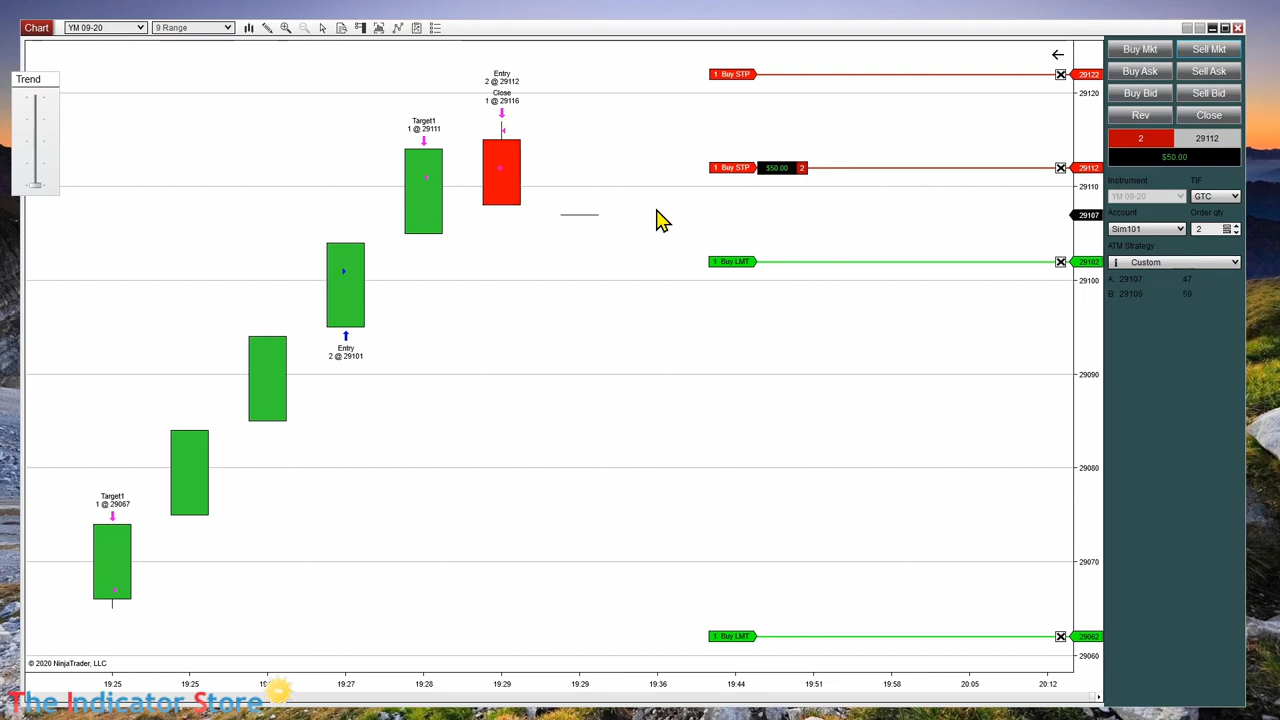 Chart
YM 09-20
9 Range
Trend
Entry
2 @ 29112
Close
1 @ 29116
Target1
1 @ 29111
Entry
2 @ 29101
Target1
1 @ 29067
1 Buy STP
29122
29120
1 Buy STP
$50.00
2
29112
29110
29107
1 Buy LMT
29102
29100
29090
29080
29070
1 Buy LMT
29062
29060
© 2020 NinjaTrader, LLC
19:25
19:25
19:27
19:28
19:29
19:29
19:36
19:44
19:51
19:58
20:05
20:12
The Indicator Store
Buy Mkt
Sell Mkt
Buy Ask
Sell Ask
Buy Bid
Sell Bid
Rev
Close
2
29112
$50.00
Instrument
TIF
YM 09-20
GTC
Account
Order qty
Sim101
2
ATM Strategy
Custom
A: 29107 47
B: 29106 59